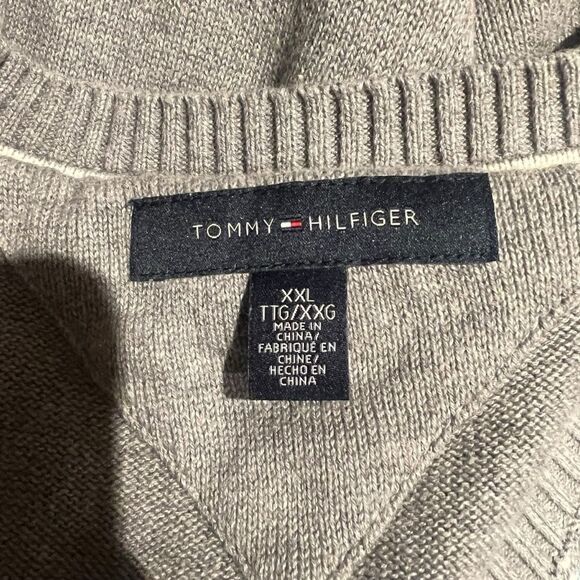 TOMMY HILFIGER
XXL
TTG/XXG
MADE IN
CHINA/
FABRIQUÉ EN
CHINE/
HECHO EN
CHINA